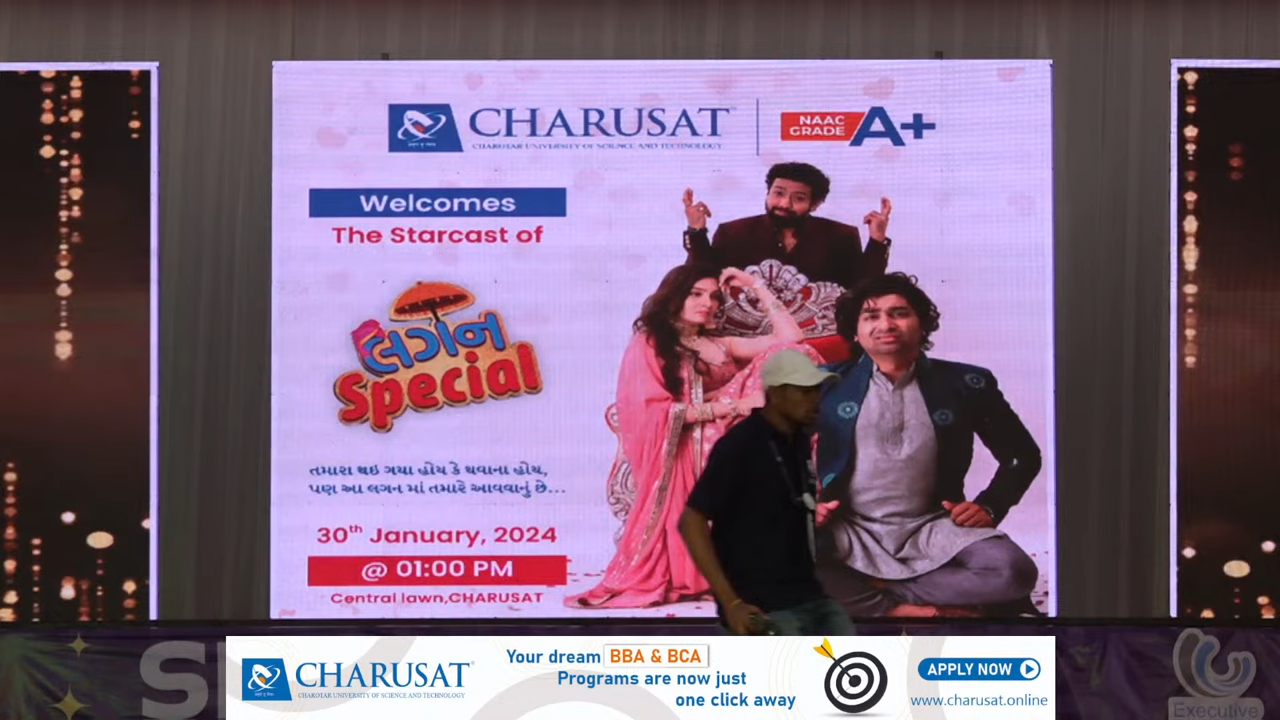 CHARUSAT
CHAROTAR UNIVERSITY OF SCIENCE AND TECHNOLOGY
NAAC
GRADE
A+
Welcomes
The Starcast of
લગન
Special
તમારા થઇ ગયા હોય કે થવાના હોય,
પણ આ લગન માં તમારે આવવાનું છે...
30th January, 2024
@ 01:00 PM
Central lawn,CHARUSAT
CHARUSAT
CHAROTAR UNIVERSITY OF SCIENCE AND TECHNOLOGY
Your dream BBA & BCA
Programs are now just
one click away
APPLY NOW
www.charusat.online
Executive